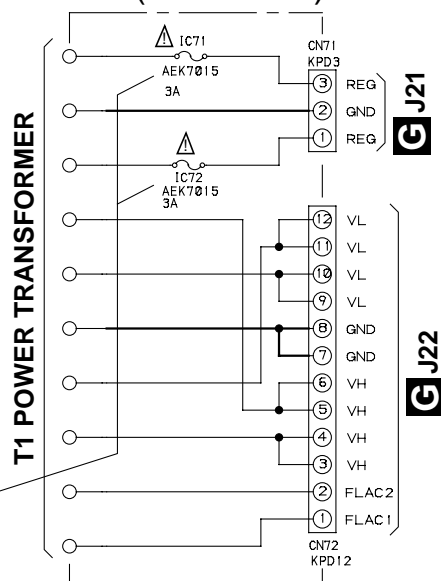 IC71
AEK7015
3A
CN71
KPD3
3 REG
2 GND
1 REG
G J21
IC72
AEK7015
3A
T1 POWER TRANSFORMER
12 VL
11 VL
10 VL
9 VL
8 GND
7 GND
6 VH
5 VH
4 VH
3 VH
2 FLAC2
1 FLAC1
G J22
CN72
KPD12